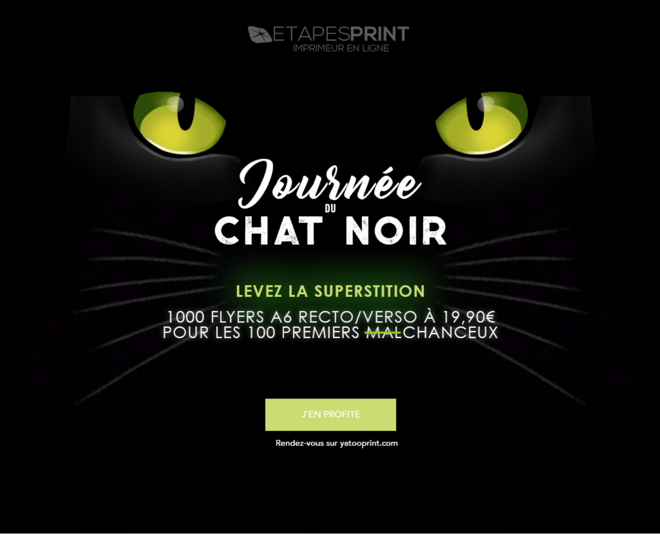 ETAPESPRINT
IMPRIMEUR EN LIGNE
Journée
DU
CHAT NOIR
LEVEZ LA SUPERSTITION
1000 FLYERS A6 RECTO/VERSO À 19,90€
POUR LES 100 PREMIERS MALCHANCEUX
J'EN PROFITE
Rendez-vous sur yatooprint.com